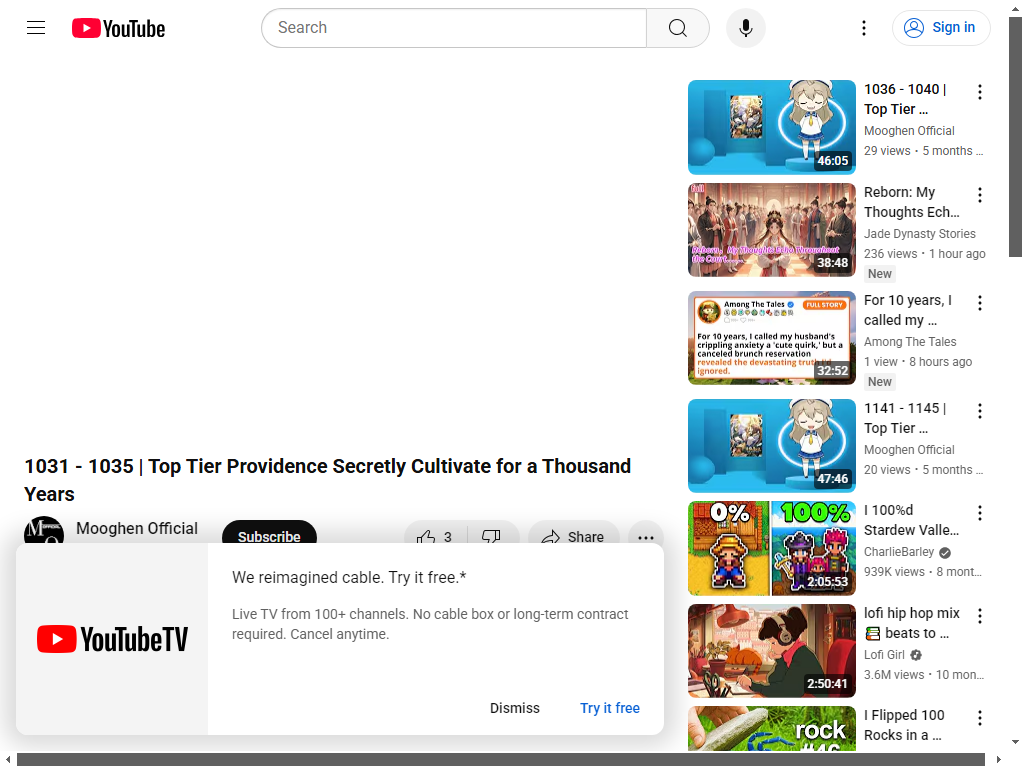 YouTube
Search
Sign in
1031 - 1035 | Top Tier Providence Secretly Cultivate for a Thousand
Years
Mooghen Official
Subscribe
3
Share
YouTubeTV
We reimagined cable. Try it free.*
Live TV from 100+ channels. No cable box or long-term contract
required. Cancel anytime.
Dismiss
Try it free
46:05
1036 - 1040 |
Top Tier ...
Mooghen Official
29 views • 5 months ...
full
Reborn: My Thoughts Echo Throughout
the Court......
38:48
Reborn: My
Thoughts Ech...
Jade Dynasty Stories
236 views • 1 hour ago
New
Among The Tales
FULL STORY
For 10 years, I called my husband's
crippling anxiety a 'cute quirk,' but a
canceled brunch reservation
revealed the devastating truth I'd
ignored.
32:52
For 10 years, I
called my ...
Among The Tales
1 view • 8 hours ago
New
47:46
1141 - 1145 |
Top Tier ...
Mooghen Official
20 views • 5 months ...
0%
100%
2:05:53
I 100%d
Stardew Valle...
CharlieBarley
939K views • 8 mont...
2:50:41
lofi hip hop mix
📚 beats to ...
Lofi Girl
3.6M views • 10 mon...
rock
I Flipped 100
Rocks in a ...